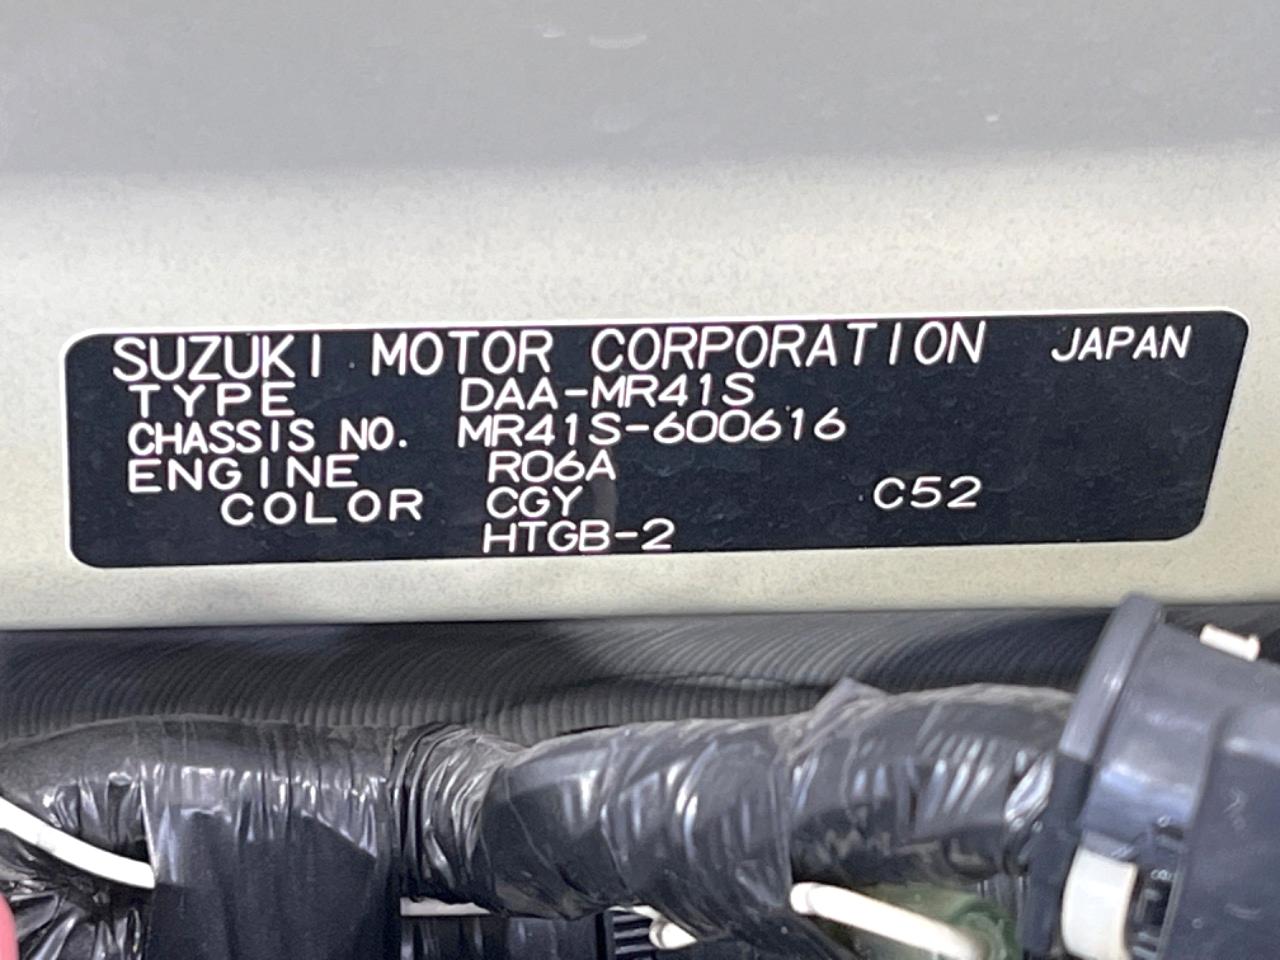 SUZUKI MOTOR CORPORATION JAPAN
TYPE DAA-MR41S
CHASSIS NO. MR41S-600616
ENGINE R06A
COLOR CGY C52
HTGB-2